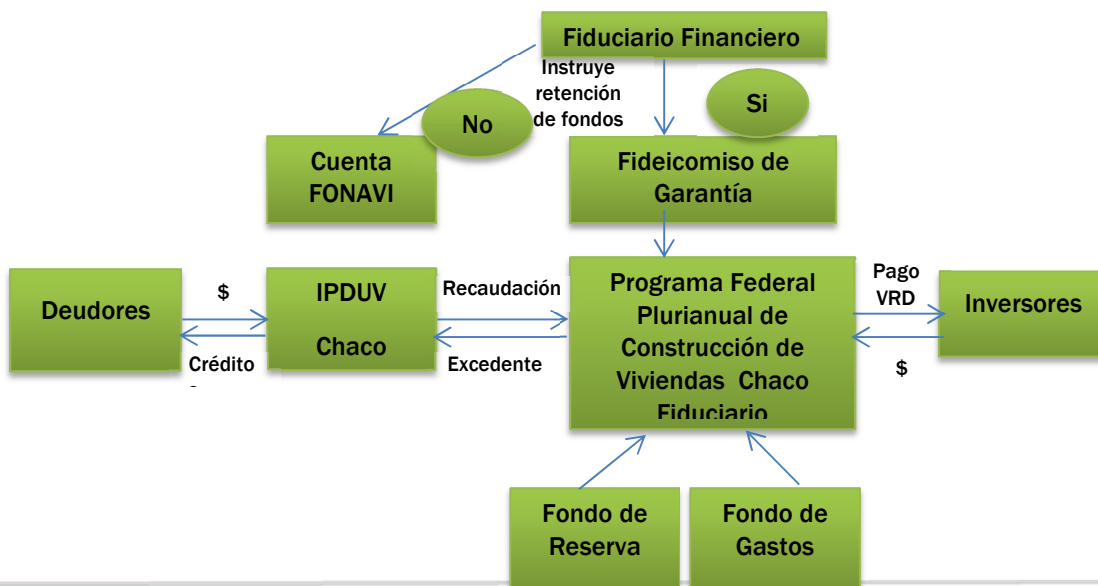 Fiduciario Financiero
Instruye
retención
de fondos
No
Si
Cuenta
FONAVI
Fideicomiso de
Garantía
Deudores
$
Crédito
IPDUV
Chaco
Recaudación
Excedente
Programa Federal
Plurianual de
Construcción de
Viviendas Chaco
Fiduciario
Pago
VRD
$
Inversores
Fondo de
Reserva
Fondo de
Gastos